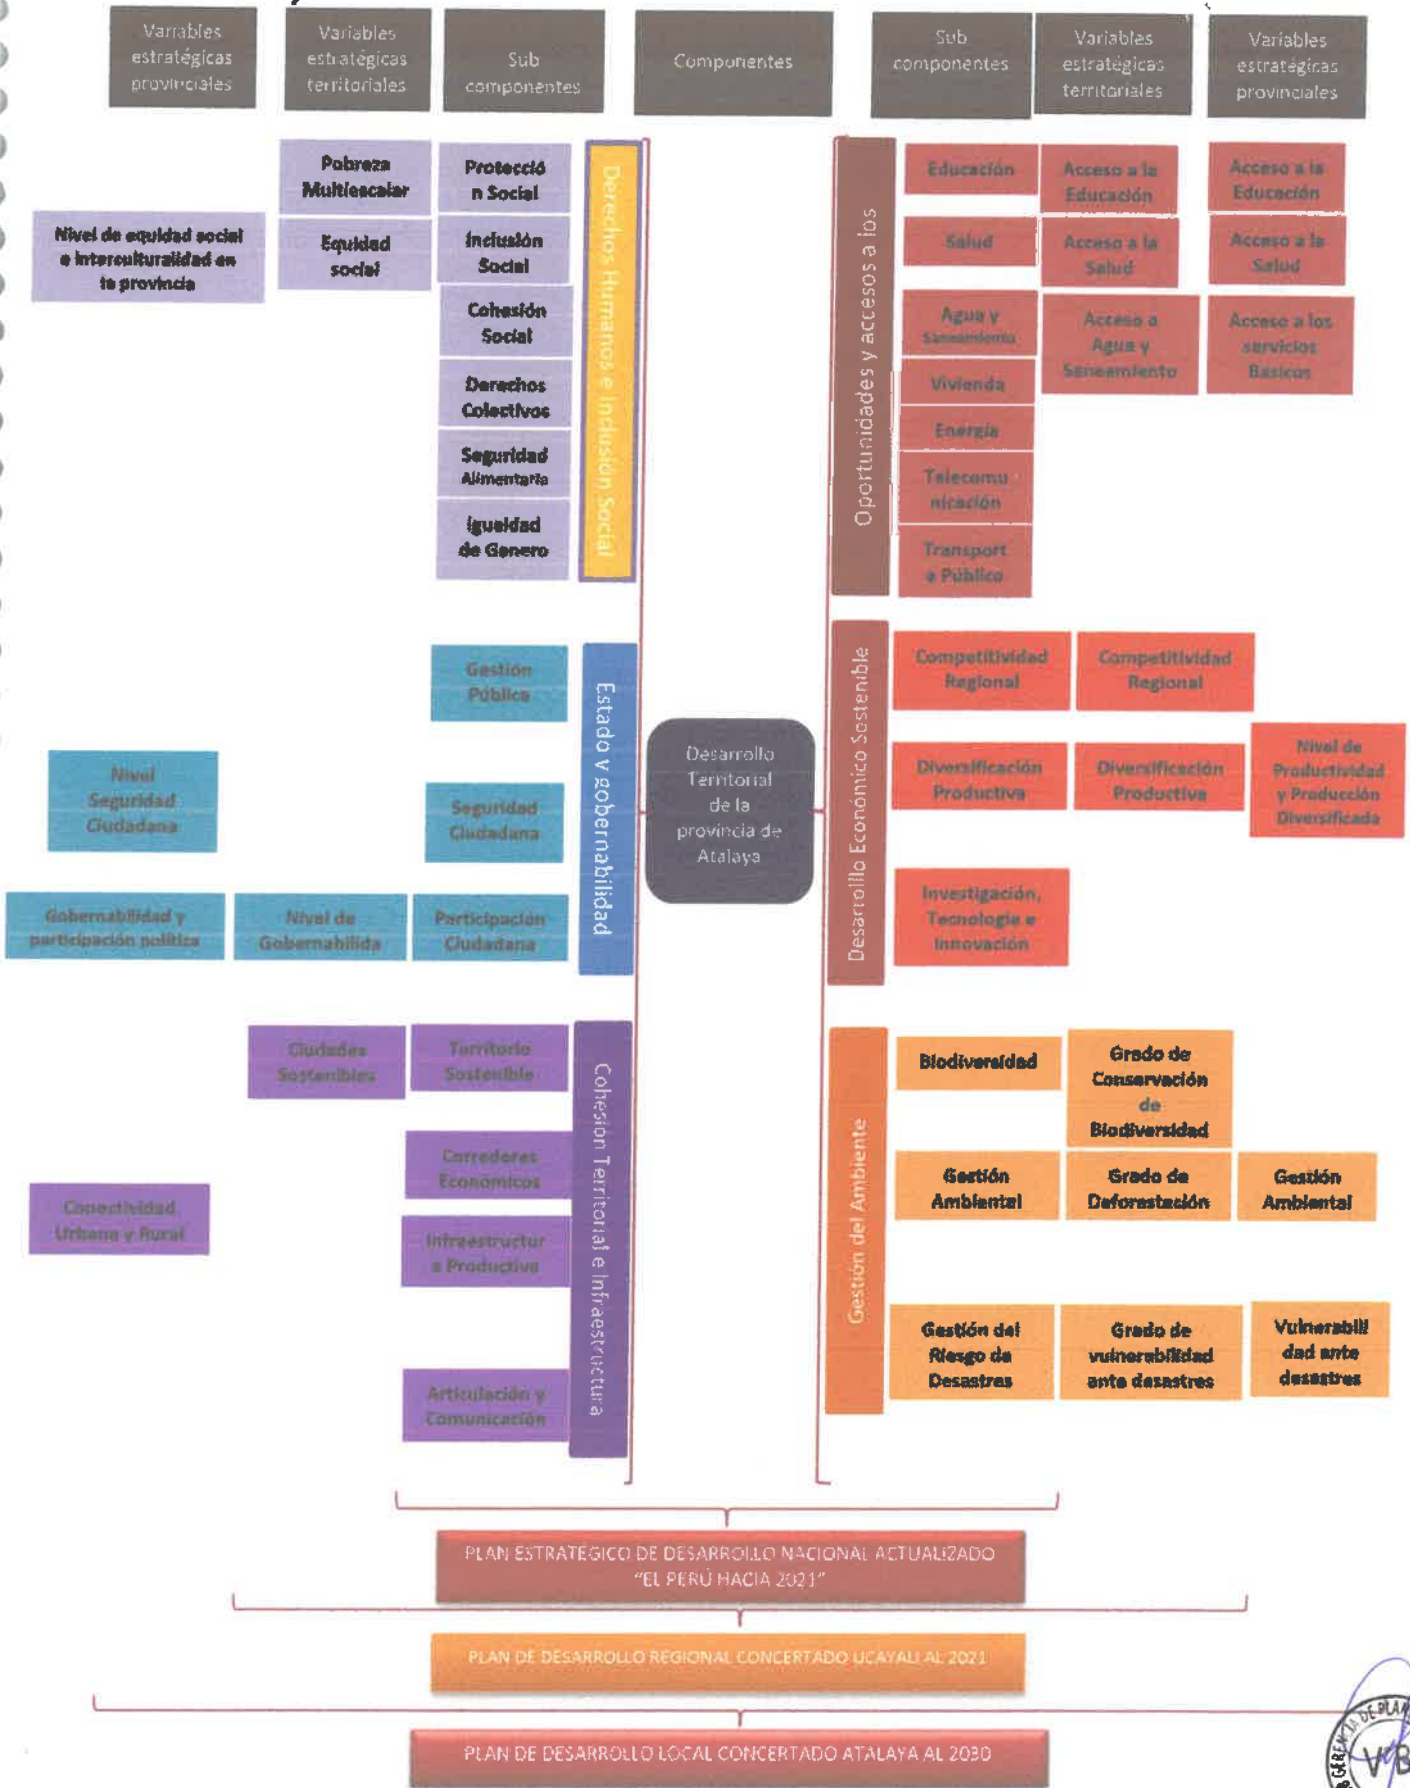 Variables
estratégicas
provinciales
Variables
estratégicas
territoriales
Sub
componentes
Componentes
Sub
componentes
Variables
estratégicas
territoriales
Variables
estratégicas
provinciales
Nivel de equidad social
e interculturalidad en
la provincia
Pobreza
Multiescalar
Equidad
social
Protecció
n Social
Inclusión
Social
Cohesión
Social
Derechos
Colectivos
Seguridad
Alimentaria
Igualdad
de Genero
Derechos Humanos e Inclusión Social
Oportunidades y accesos a los
Educación
Acceso a la
Educación
Acceso a la
Educación
Salud
Acceso a la
Salud
Acceso a la
Salud
Agua y
Saneamiento
Acceso a
Agua y
Saneamiento
Acceso a los
servicios
Basicos
Vivienda
Energía
Telecomu
nicación
Transport
e Público
Nivel
Seguridad
Ciudadana
Gobernabilidad y
participación política
Nivel de
Gobernabilida
Gestión
Pública
Seguridad
Ciudadana
Participación
Ciudadana
Estado y gobernabilidad
Desarrollo
Territorial
de la
provincia de
Atalaya
Desarrolllo Económico Sostenible
Competitividad
Regional
Competitividad
Regional
Diversificación
Productiva
Diversificación
Productiva
Nivel de
Productividad
y Producción
Diversificada
Investigación,
Tecnología e
Innovación
Conectividad
Urbana y Rural
Ciudades
Sostenibles
Territorio
Sostenible
Corredores
Económicos
Infraestructur
a Productiva
Articulación y
Comunicación
Cohesión Territorial e Infraestructura
Gestión del Ambiente
Biodiversidad
Grado de
Conservación
de
Biodiversidad
Gestión
Ambiental
Grado de
Deforestación
Gestión
Ambiental
Gestión del
Riesgo de
Desastres
Grado de
vulnerabilidad
ante desastres
Vulnerabili
dad ante
desastres
PLAN ESTRATÉGICO DE DESARROLLO NACIONAL ACTUALIZADO
"EL PERÚ HACIA 2021"
PLAN DE DESARROLLO REGIONAL CONCERTADO UCAYALI AL 2021
PLAN DE DESARROLLO LOCAL CONCERTADO ATALAYA AL 2030